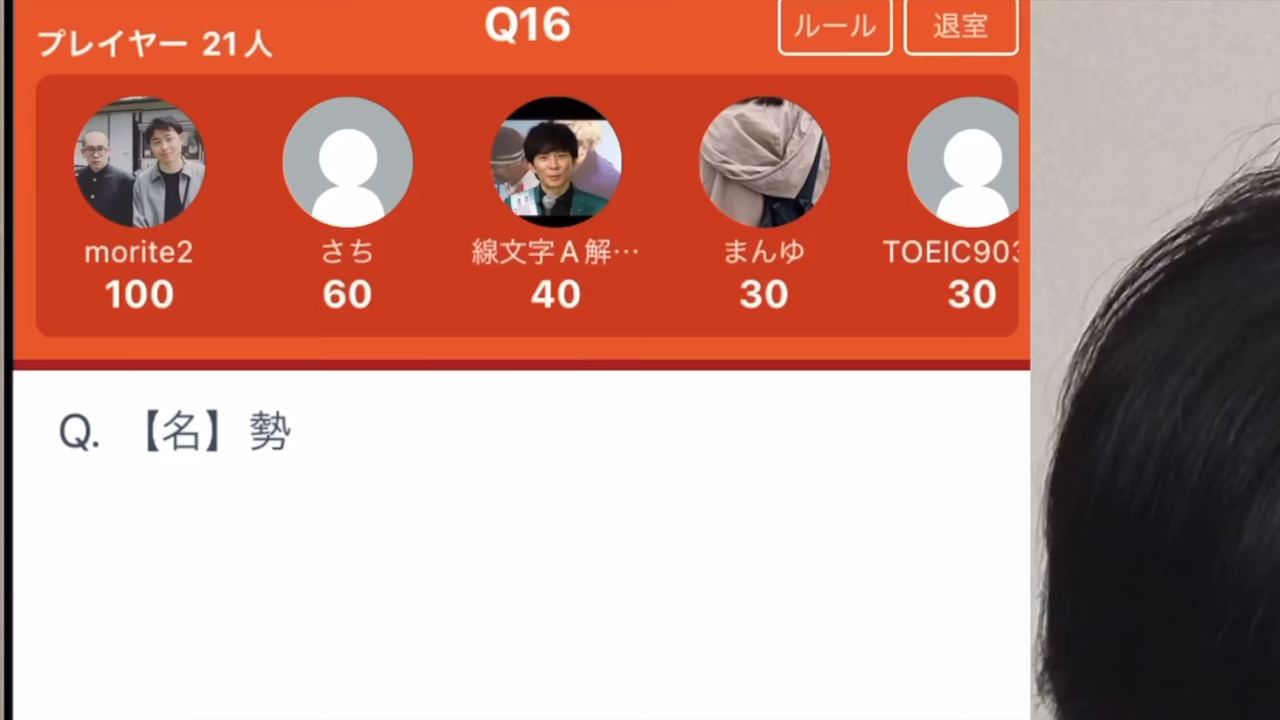 プレイヤー 21人
Q16
ルール
退室
morite2
100
さち
60
線文字A解…
40
まんゆ
30
TOEIC903
30
Q. 【名】勢